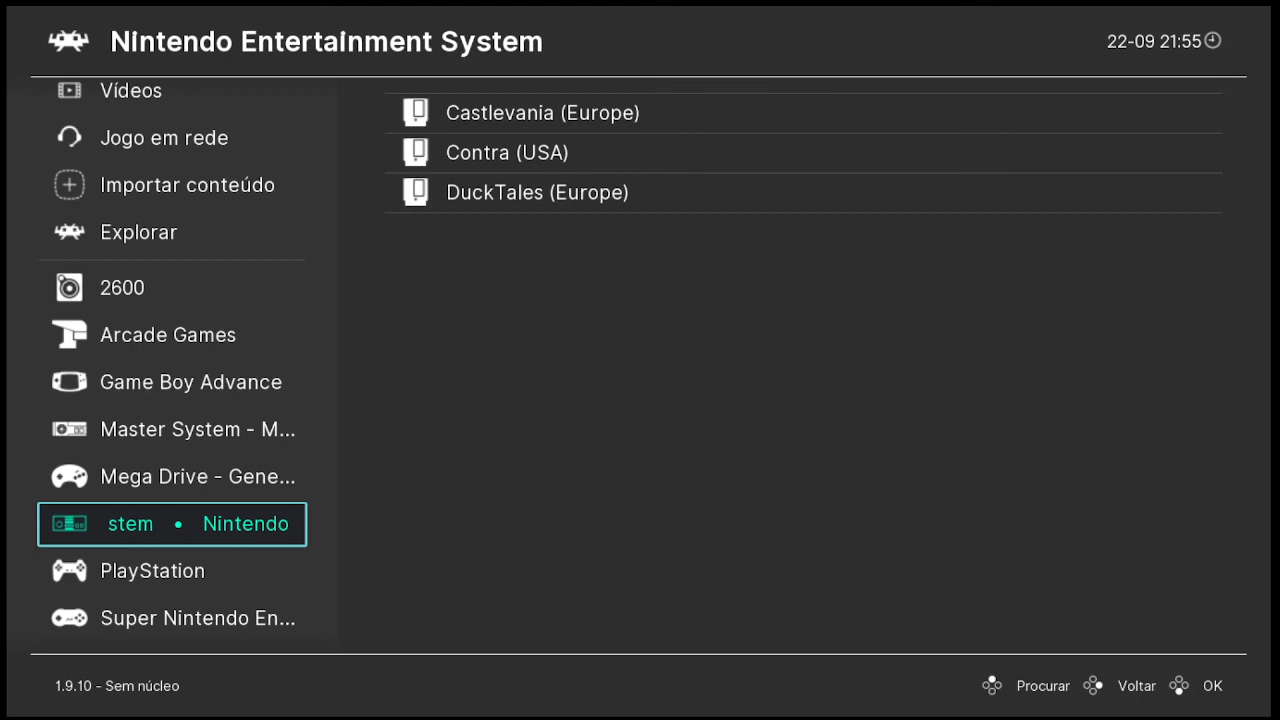 Nintendo Entertainment System
22-09 21:55
Vídeos
Jogo em rede
Importar conteúdo
Explorar
2600
Arcade Games
Game Boy Advance
Master System - M...
Mega Drive - Gene...
stem • Nintendo
PlayStation
Super Nintendo En...
Castlevania (Europe)
Contra (USA)
DuckTales (Europe)
1.9.10 - Sem núcleo
Procurar
Voltar
OK